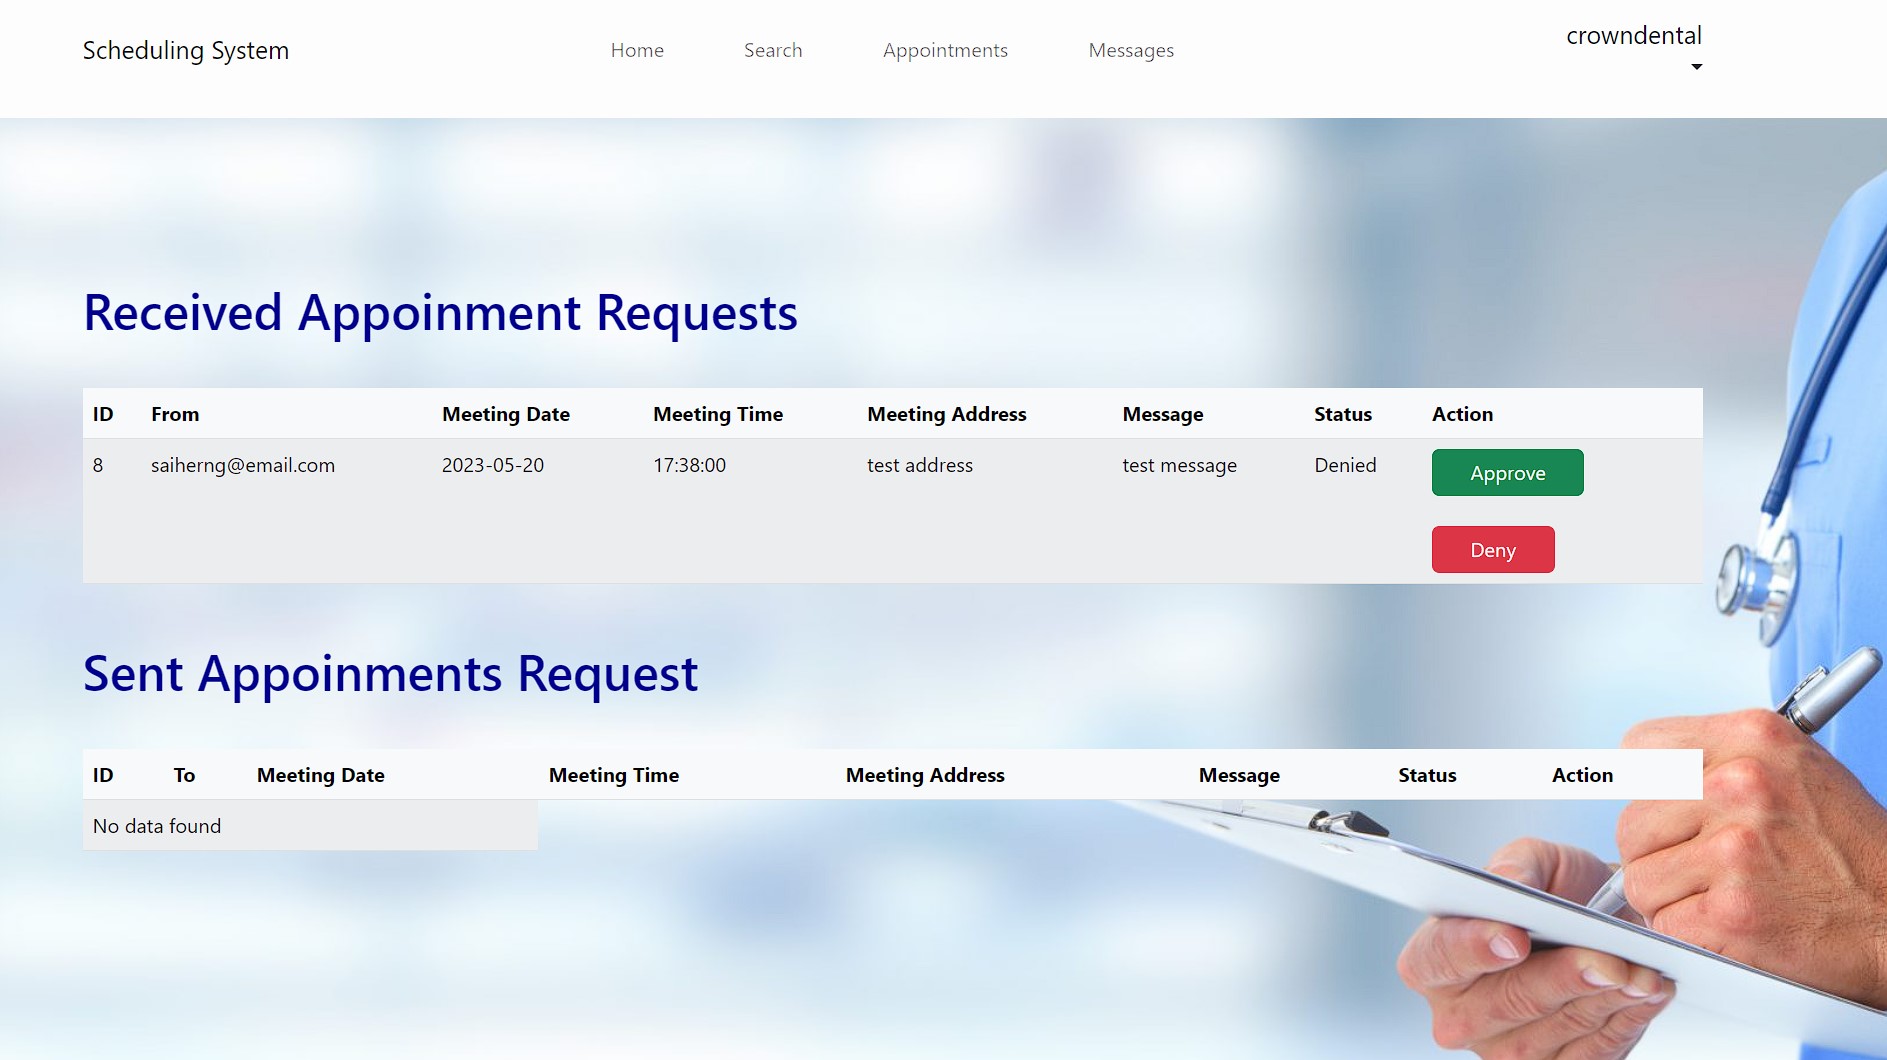 Scheduling System
Home Search Appointments Messages
crowndental
Received Appoinment Requests
ID From Meeting Date Meeting Time Meeting Address Message Status Action
8 saiherng@email.com 2023-05-20 17:38:00 test address test message Denied Approve
Deny
Sent Appoinments Request
ID To Meeting Date Meeting Time Meeting Address Message Status Action
No data found